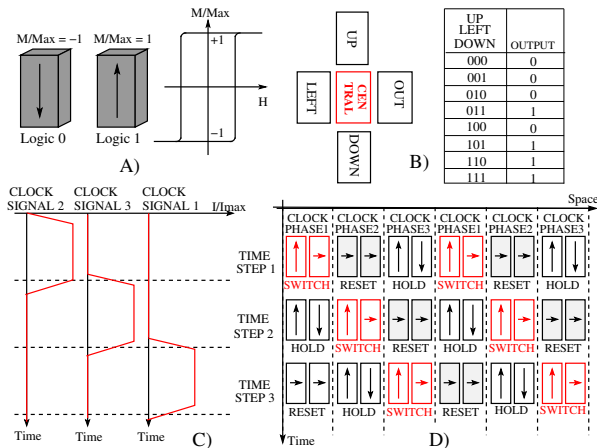 M/Max = −1
M/Max = 1
M/Max
+1
H
−1
Logic 0
Logic 1
A)
UP
LEFT
CEN
TRAL
OUT
DOWN
B)
UP
LEFT
DOWN OUTPUT
000 0
001 0
010 0
011 1
100 0
101 1
110 1
111 1
CLOCK CLOCK CLOCK
SIGNAL 2 SIGNAL 3 SIGNAL 1 I/Imax
Time Time Time
C)
Space
CLOCK CLOCK CLOCK CLOCK CLOCK CLOCK
PHASE1 PHASE2 PHASE3 PHASE1 PHASE2 PHASE3
TIME
STEP 1
SWITCH RESET HOLD SWITCH RESET HOLD
TIME
STEP 2
HOLD SWITCH RESET HOLD SWITCH RESET
TIME
STEP 3
RESET HOLD SWITCH RESET HOLD SWITCH
Time
D)